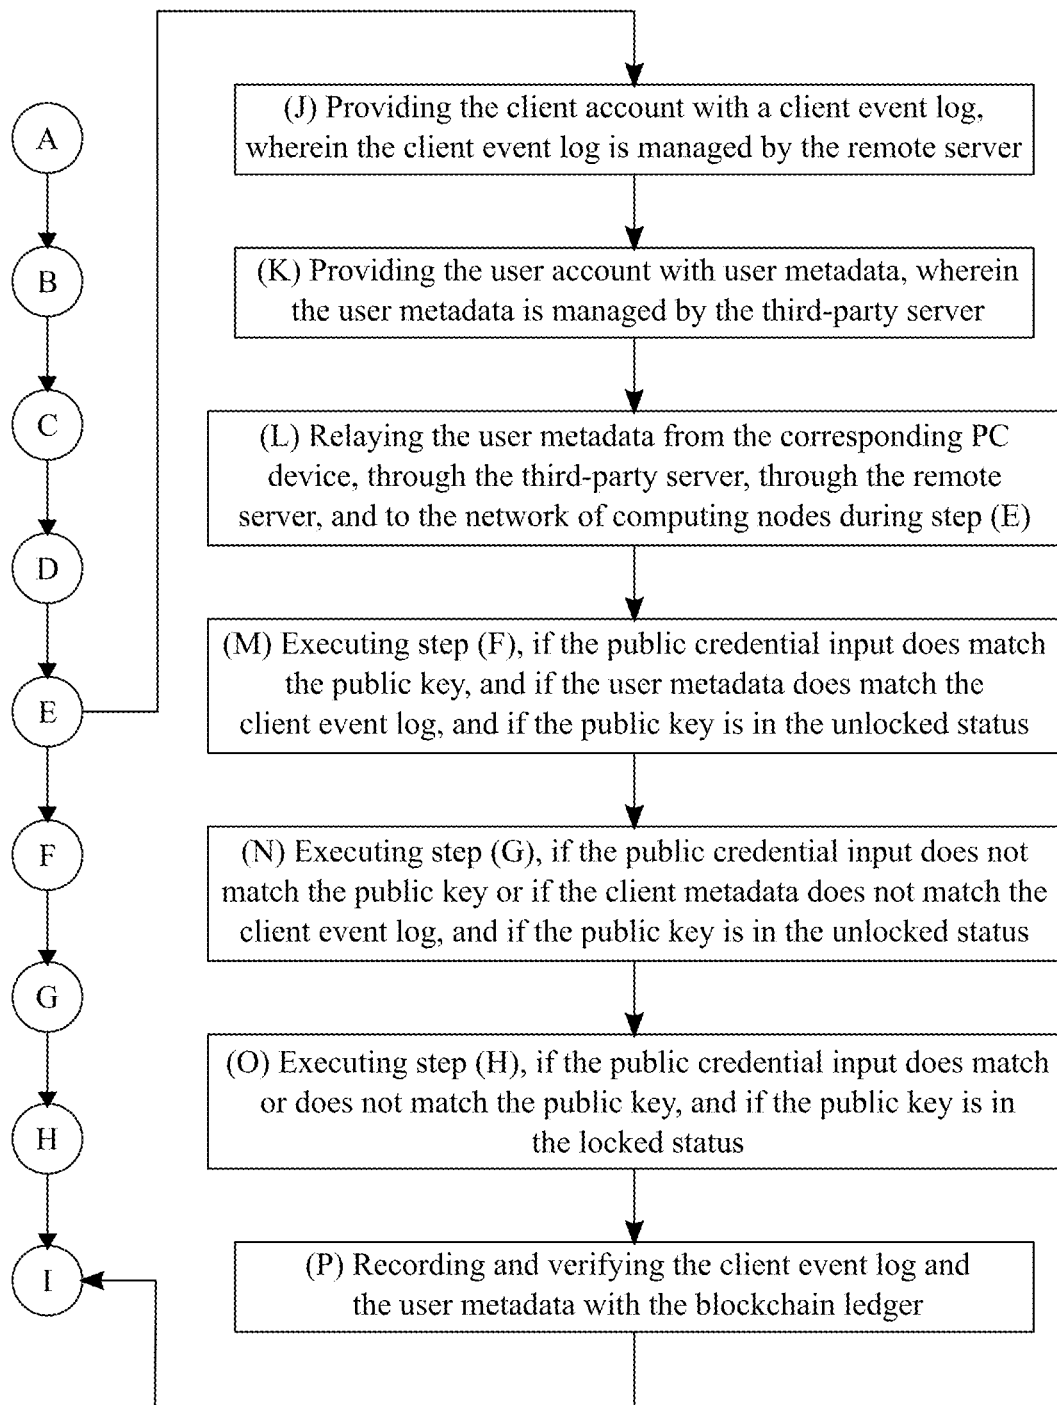 A
B
C
D
E
F
G
H
I
(J) Providing the client account with a client event log,
wherein the client event log is managed by the remote server
(K) Providing the user account with user metadata, wherein
the user metadata is managed by the third-party server
(L) Relaying the user metadata from the corresponding PC
device, through the third-party server, through the remote
server, and to the network of computing nodes during step (E)
(M) Executing step (F), if the public credential input does match
the public key, and if the user metadata does match the
client event log, and if the public key is in the unlocked status
(N) Executing step (G), if the public credential input does not
match the public key or if the client metadata does not match the
client event log, and if the public key is in the unlocked status
(O) Executing step (H), if the public credential input does match
or does not match the public key, and if the public key is in
the locked status
(P) Recording and verifying the client event log and
the user metadata with the blockchain ledger